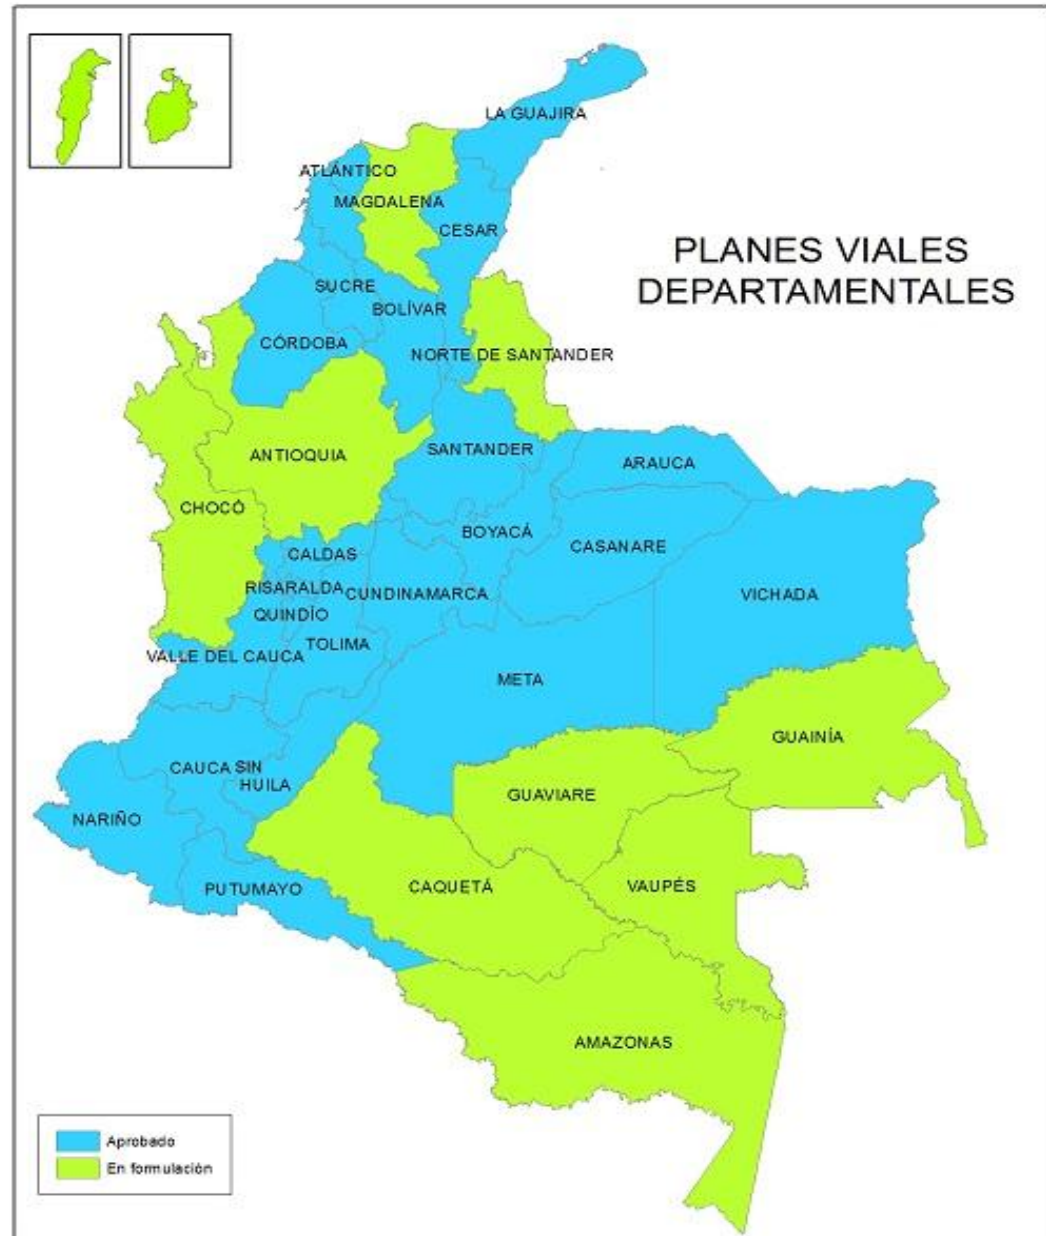 LA GUAJIRA
ATLÁNTICO
MAGDALENA
CESAR
PLANES VIALES
DEPARTAMENTALES
SUCRE
BOLÍVAR
CÓRDOBA
NORTE DE SANTANDER
ANTIOQUIA
SANTANDER
ARAUCA
CHOCÓ
BOYACÁ
CASANARE
CALDAS
RISARALDA
CUNDINAMARCA
VICHADA
QUINDÍO
TOLIMA
VALLE DEL CAUCA
META
GUAINÍA
CAUCA SIN
HUILA
GUAVIARE
NARIÑO
PUTUMAYO
CAQUETÁ
VAUPÉS
AMAZONAS
Aprobado
En formulación